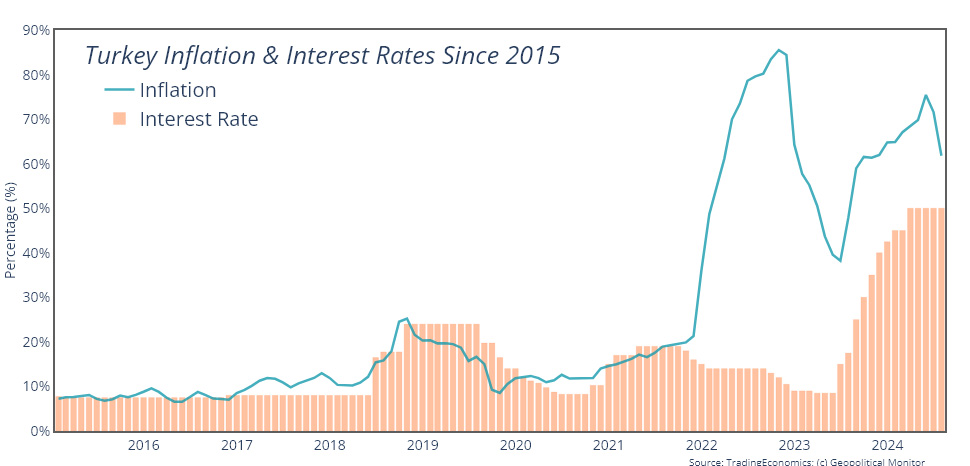 Turkey Inflation & Interest Rates Since 2015
Inflation
Interest Rate
Percentage (%)
90%
80%
70%
60%
50%
40%
30%
20%
10%
0%
2016 2017 2018 2019 2020 2021 2022 2023 2024
Source: TradingEconomics; (c) Geopolitical Monitor